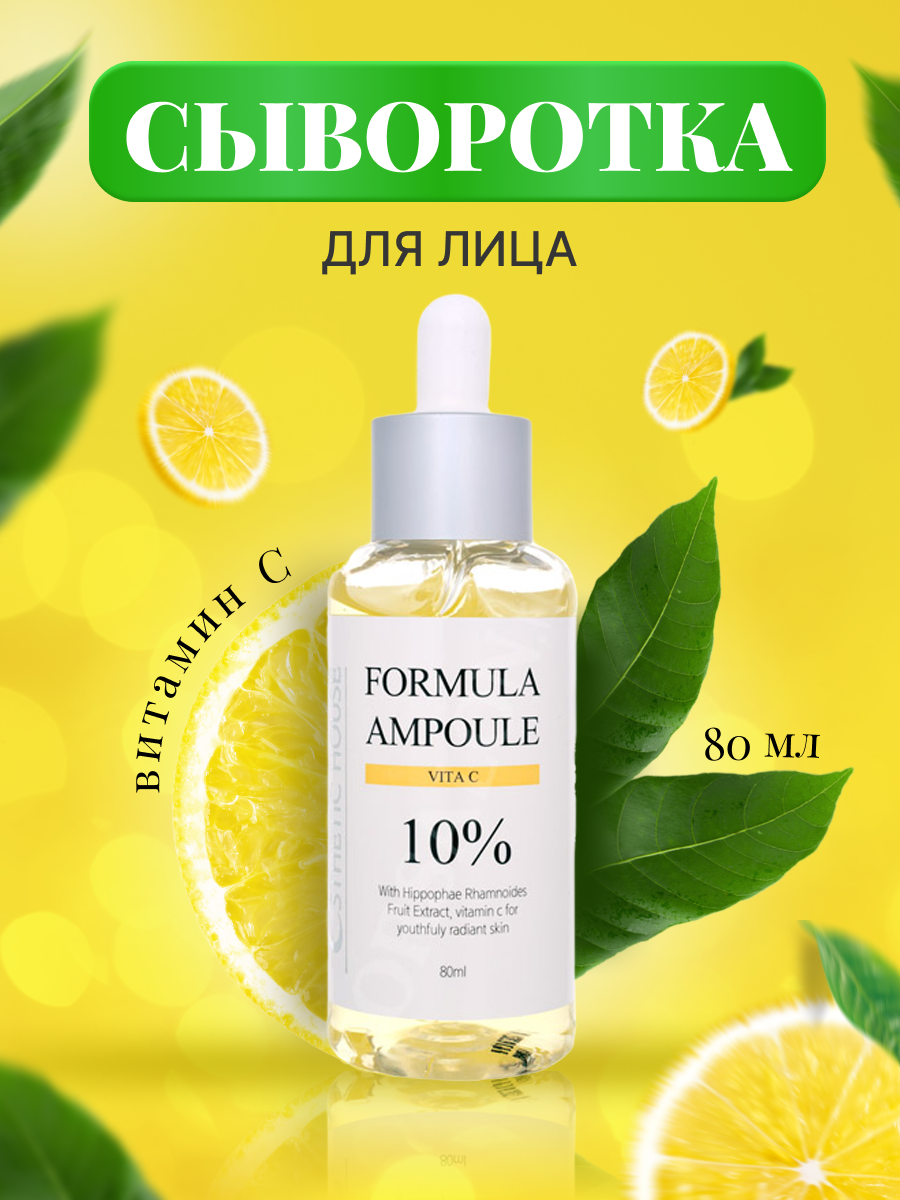 СЫВОРОТКА
ДЛЯ ЛИЦА
витамин С
FORMULA
AMPOULE
VITA C
10%
With Hippophae Rhamnoides
Fruit Extract, vitamin c for
youthfuly radiant skin
80ml
80 мл